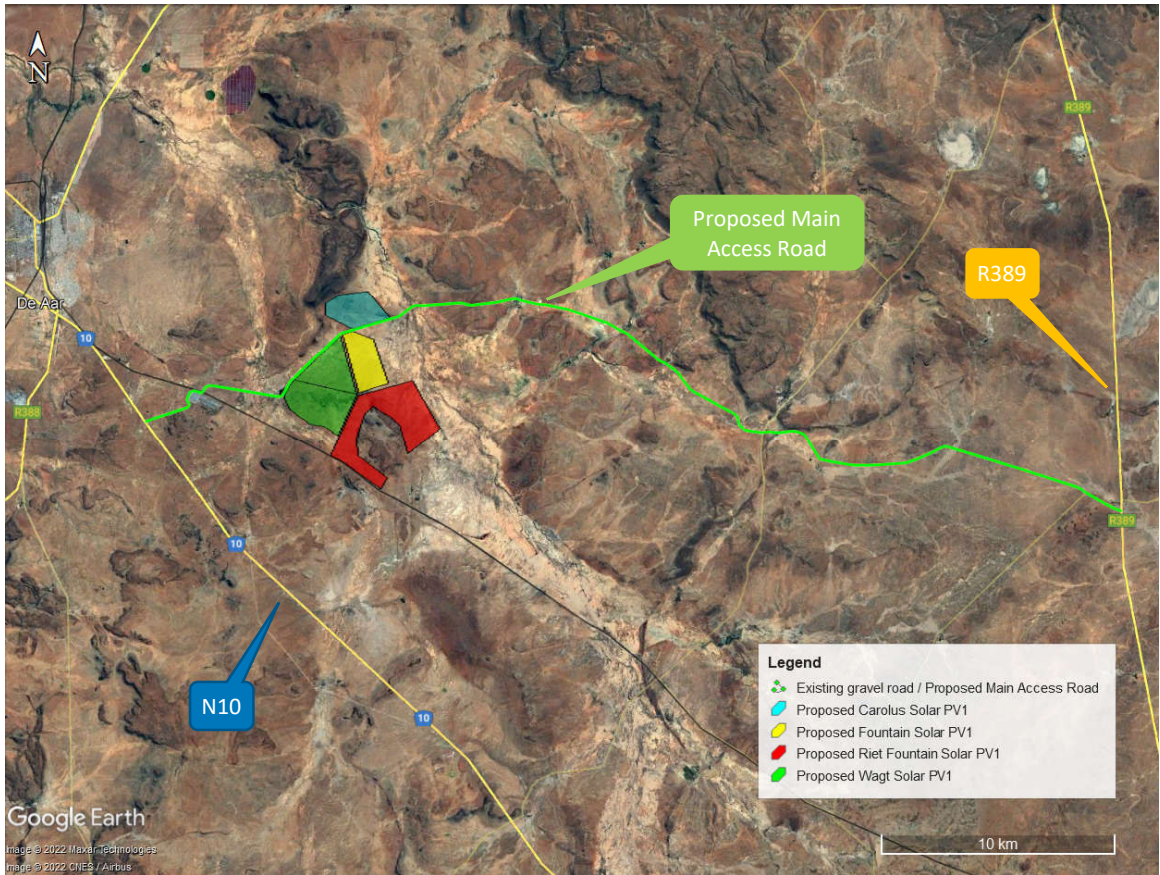 N
R389
Proposed Main
Access Road
R389
De Aar
10
R388
R389
10
N10
10
Legend
Existing gravel road / Proposed Main Access Road
Proposed Carolus Solar PV1
Proposed Fountain Solar PV1
Proposed Riet Fountain Solar PV1
Proposed Wagt Solar PV1
Google Earth
Image © 2022 Maxar Technologies
Image © 2022 CNES / Airbus
10 km